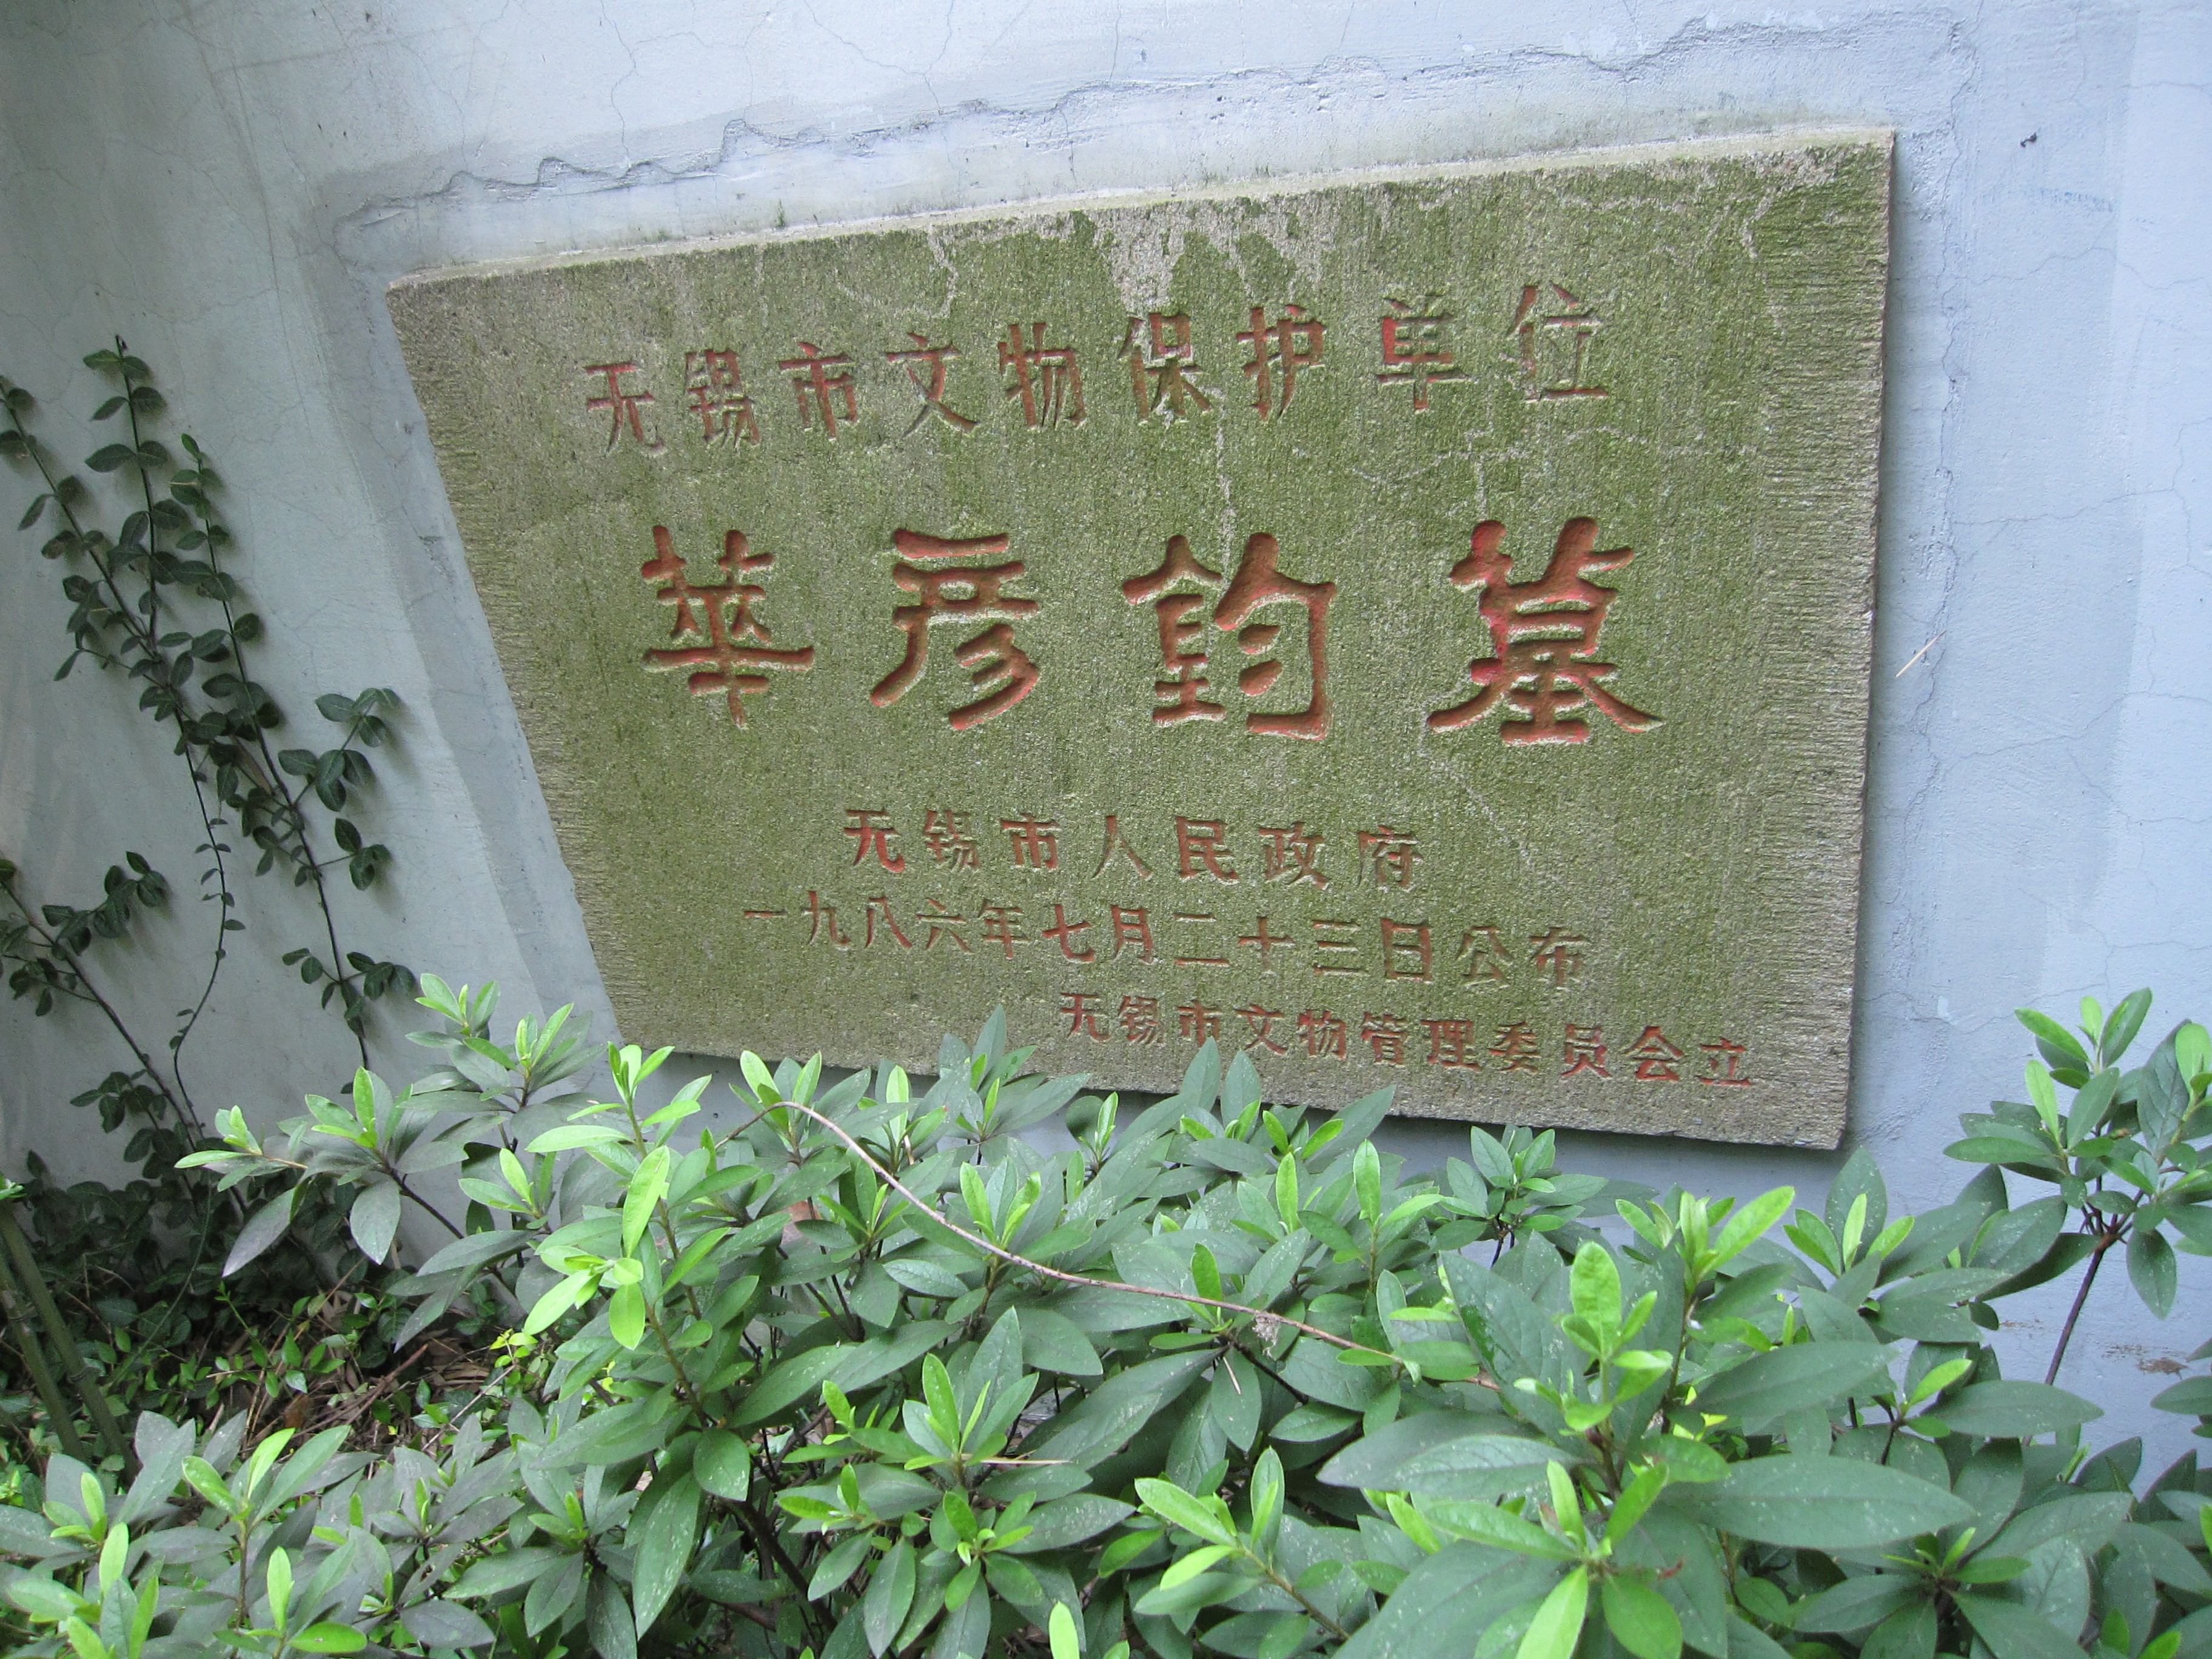 无锡市文物保护单位
華彦鈞墓
无锡市人民政府
一九八六年七月二十三日公布
无锡市文物管理委员会立